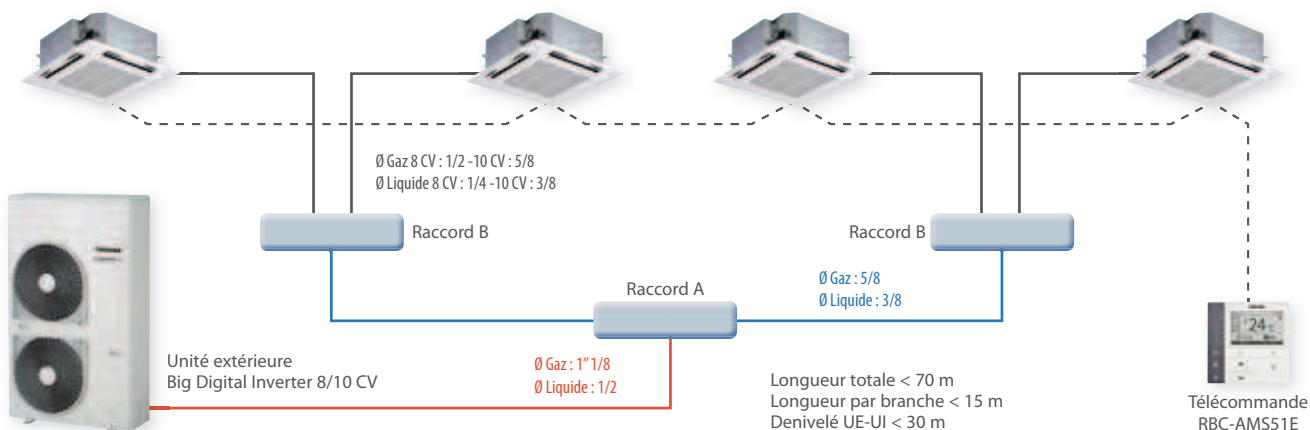 Ø Gaz 8 CV : 1/2 -10 CV : 5/8
Ø Liquide 8 CV : 1/4 -10 CV : 3/8
Raccord B
Raccord B
Raccord A
Ø Gaz : 5/8
Ø Liquide : 3/8
Unité extérieure
Big Digital Inverter 8/10 CV
Ø Gaz : 1’’ 1/8
Ø Liquide : 1/2
Longueur totale < 70 m
Longueur par branche < 15 m
Denivelé UE-UI < 30 m
24
Télécommande
RBC-AMS51E